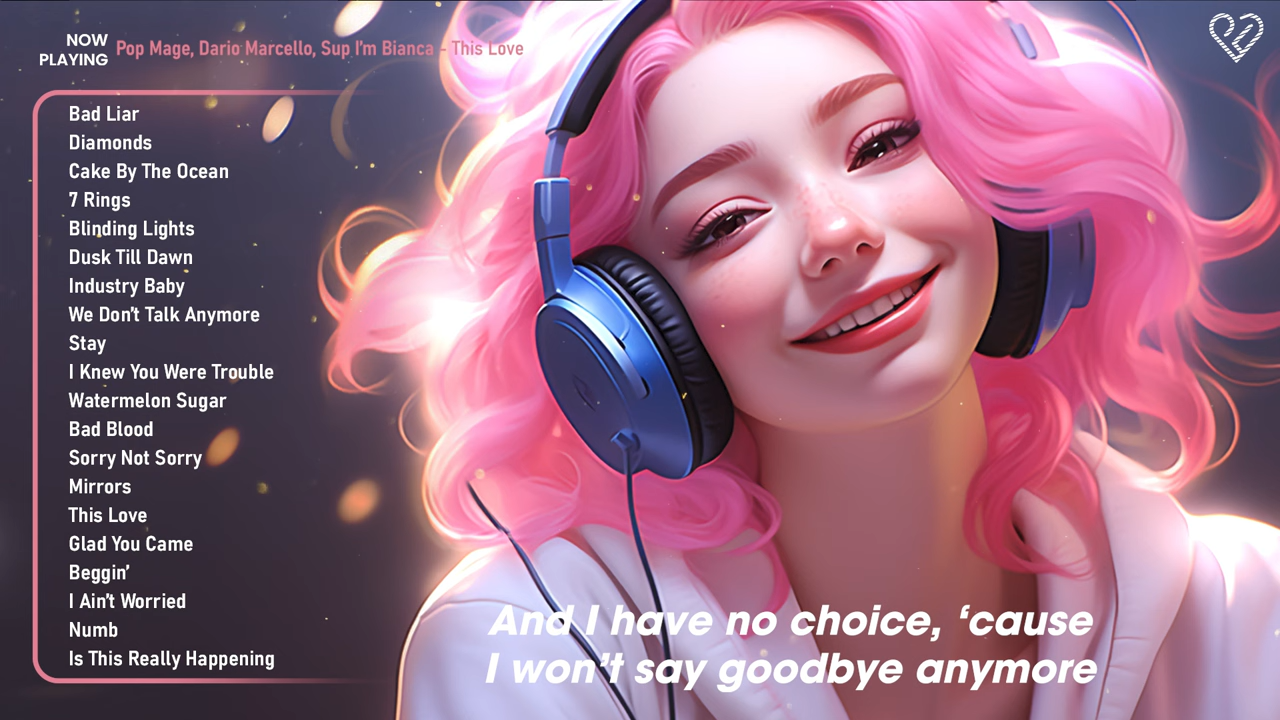 NOW
PLAYING
Pop Mage, Dario Marcello, Sup I'm Bianca - This Love
Bad Liar
Diamonds
Cake By The Ocean
7 Rings
Blinding Lights
Dusk Till Dawn
Industry Baby
We Don't Talk Anymore
Stay
I Knew You Were Trouble
Watermelon Sugar
Bad Blood
Sorry Not Sorry
Mirrors
This Love
Glad You Came
Beggin'
I Ain't Worried
Numb
Is This Really Happening
And I have no choice, ‘cause
I won't say goodbye anymore